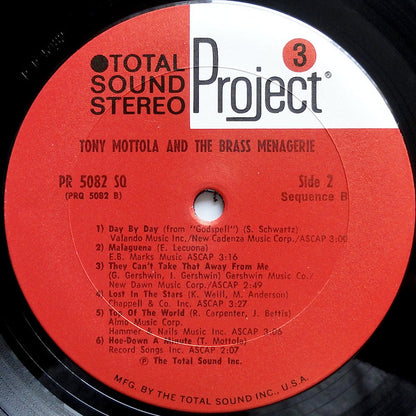 TOTAL
SOUND
STEREO
Project®
3
TONY MOTTOLA AND THE BRASS MENAGERIE
PR 5082 SQ
(PRQ 5082 B)
Side 2
Sequence B
1) Day By Day (from "Godspell") (S. Schwartz)
Valando Music Inc./New Cadenza Music Corp./ASCAP 3:00
2) Malaguena (E. Lecuona)
E.B. Marks Music ASCAP 3:16
3) They Can't Take That Away From Me
(G. Gershwin, I. Gershwin) Gershwin Music Co./
New Dawn Music Corp./ ASCAP 2:49
4) Lost In The Stars (K. Weill, M. Anderson)
Chappell & Co. Inc. ASCAP 3:27
5) Top Of The World (R. Carpenter, J. Bettis)
Almo Music Corp.
Hammer & Nails Music Inc. ASCAP 3:06
6) Hoe-Down A Minute (T. Mottola)
Record Songs Inc. ASCAP 2:07
℗ The Total Sound Inc.
MFG. BY THE TOTAL SOUND INC., U.S.A.